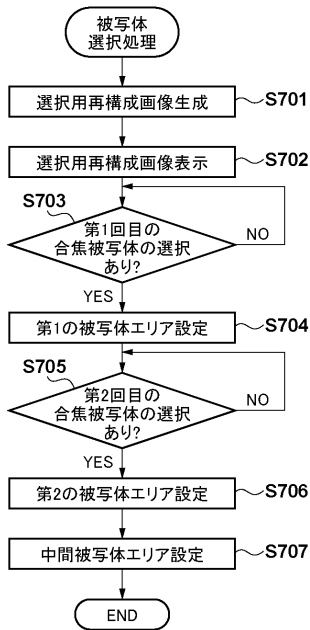 被写体
選択処理
選択用再構成画像生成
S701
選択用再構成画像表示
S702
S703
第1回目の
合焦被写体の選択
あり?
NO
YES
第1の被写体エリア設定
S704
S705
第2回目の
合焦被写体の選択
あり?
NO
YES
第2の被写体エリア設定
S706
中間被写体エリア設定
S707
END